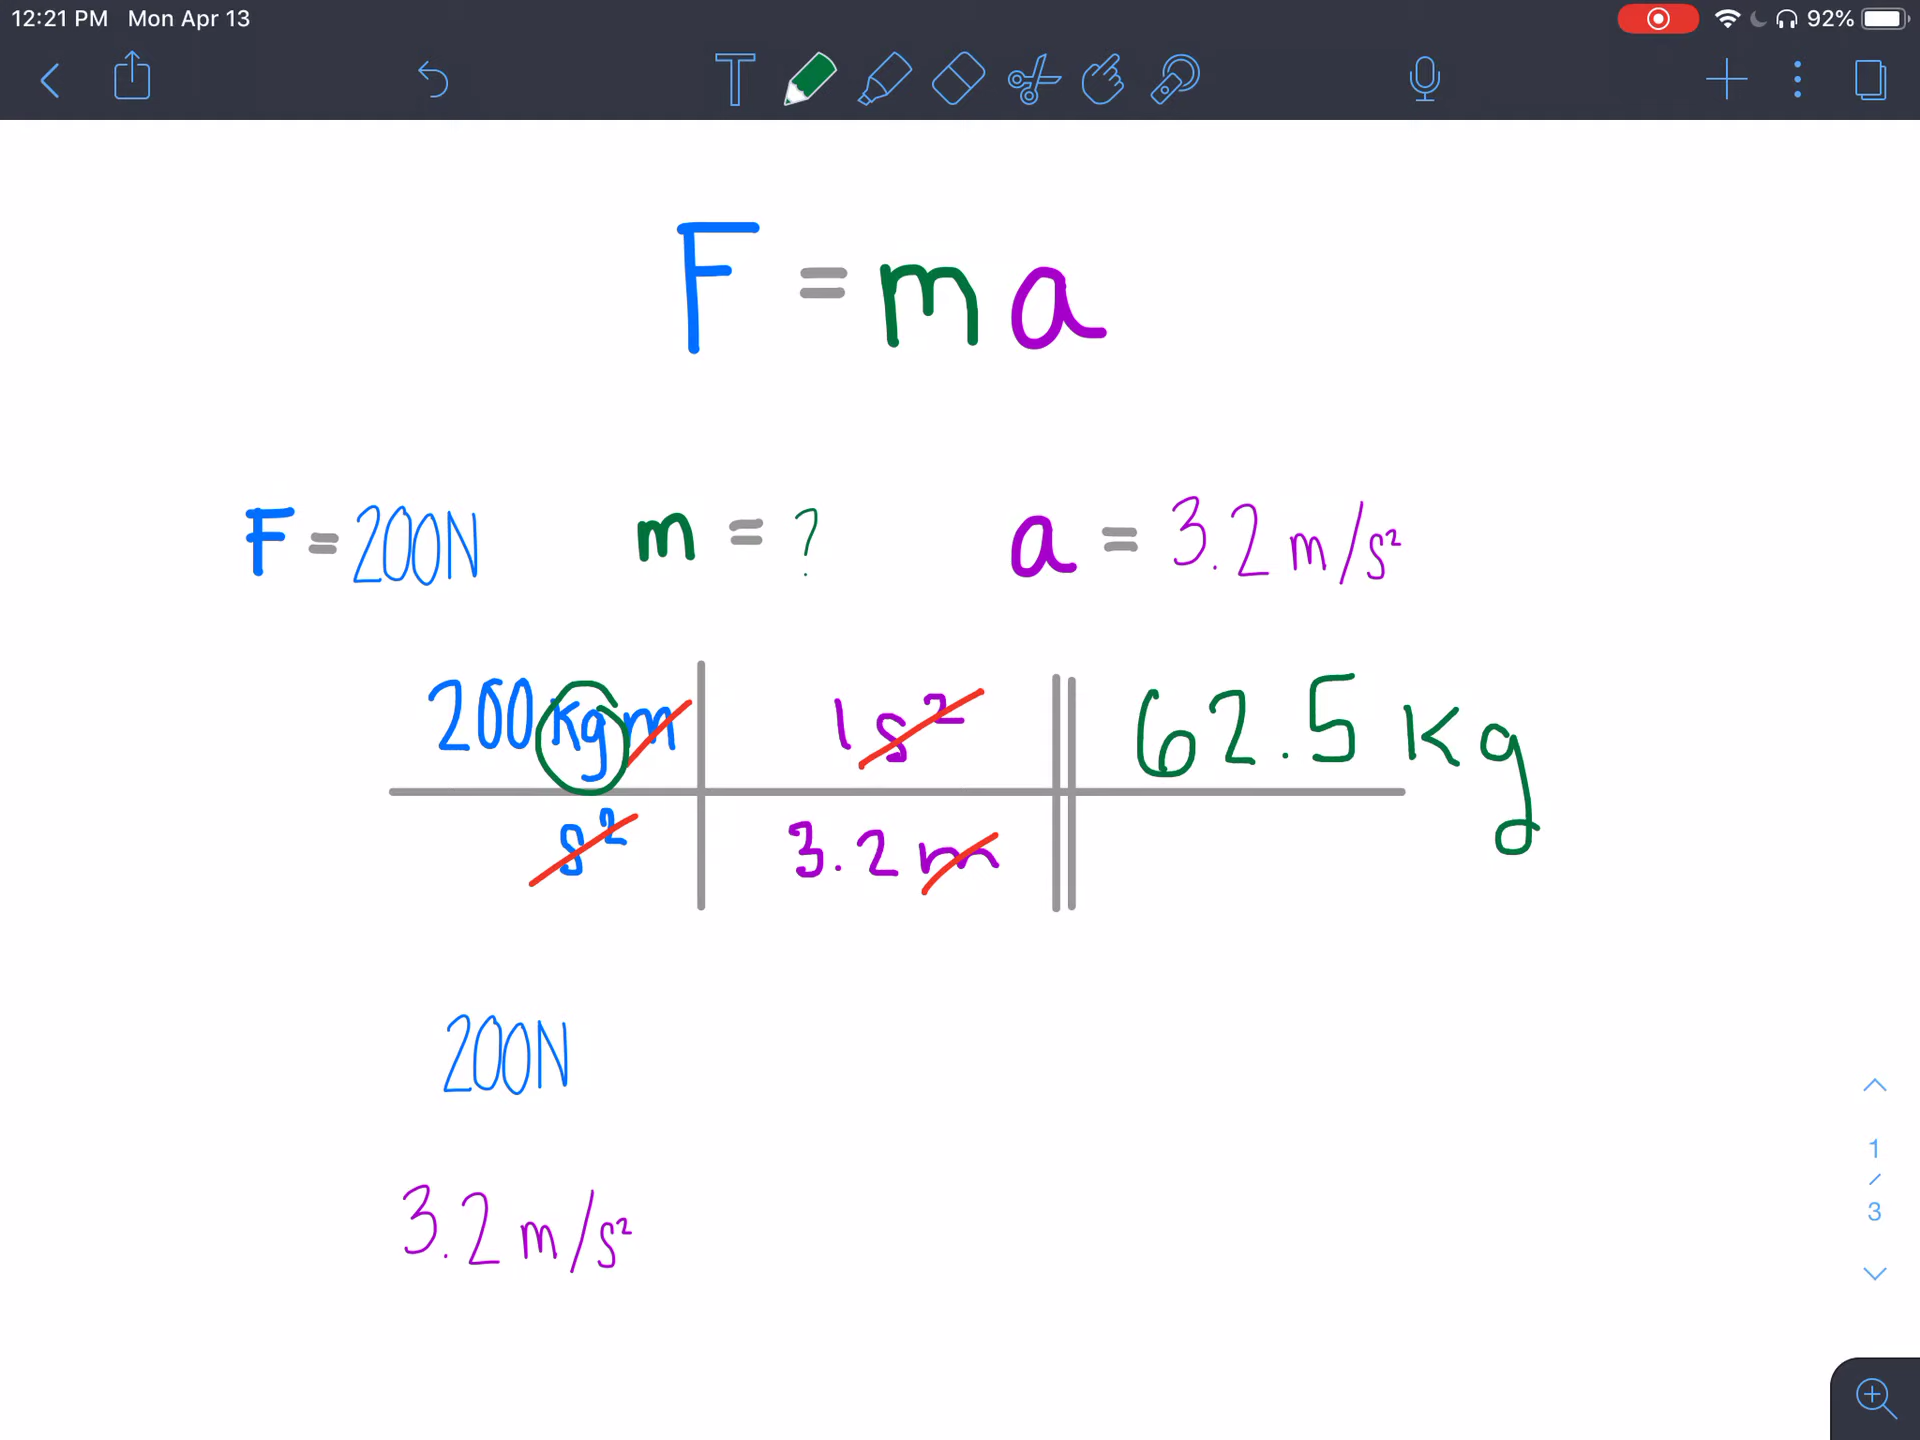 12:21 PM Mon Apr 13
92%
T
F = ma
F = 200N m = ? a = 3.2 m/s²
200 kg m 1 s² 62.5 kg
s² 3.2 m
200N
3.2 m/s²
1
/
3